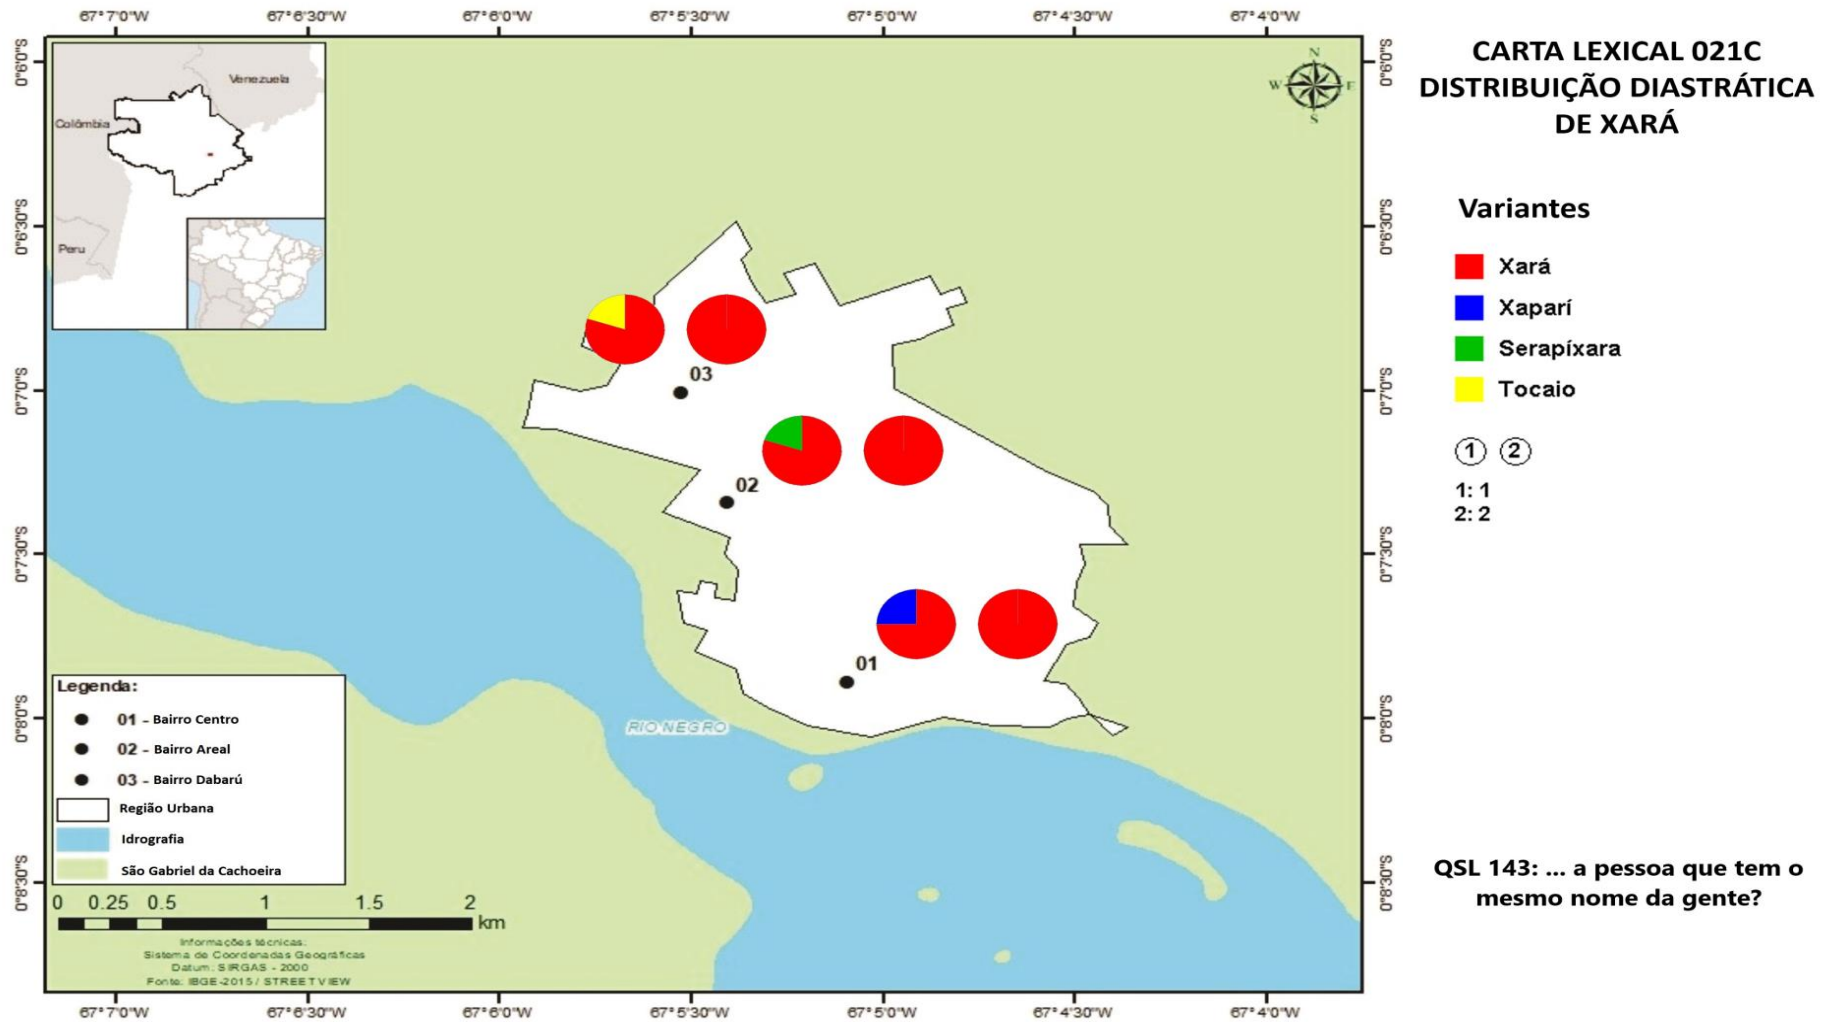 67°7'0"W 67°6'30"W 67°6'0"W 67°5'30"W 67°5'0"W 67°4'30"W 67°4'0"W
0°6'0"S
0°6'30"S
0°7'0"S
0°7'30"S
0°8'0"S
0°8'30"S
Venezuela
Colômbia
Peru
N
W E
S
03
02
01
RIO NEGRO
Legenda:
01 - Bairro Centro
02 - Bairro Areal
03 - Bairro Dabarú
Região Urbana
Idrografia
São Gabriel da Cachoeira
0 0.25 0.5 1 1.5 2
km
Informações técnicas:
Sistema de Coordenadas Geográficas
Datum: SIRGAS - 2000
Fonte: IBGE-2015 / STREETVIEW
0°6'0"S
0°6'30"S
0°7'0"S
0°7'30"S
0°8'0"S
0°8'30"S
67°7'0"W 67°6'30"W 67°6'0"W 67°5'30"W 67°5'0"W 67°4'30"W 67°4'0"W
CARTA LEXICAL 021C
DISTRIBUIÇÃO DIASTRÁTICA
DE XARÁ
Variantes
Xará
Xaparí
Serapíxara
Tocaio
1 2
1: 1
2: 2
QSL 143: ... a pessoa que tem o
mesmo nome da gente?